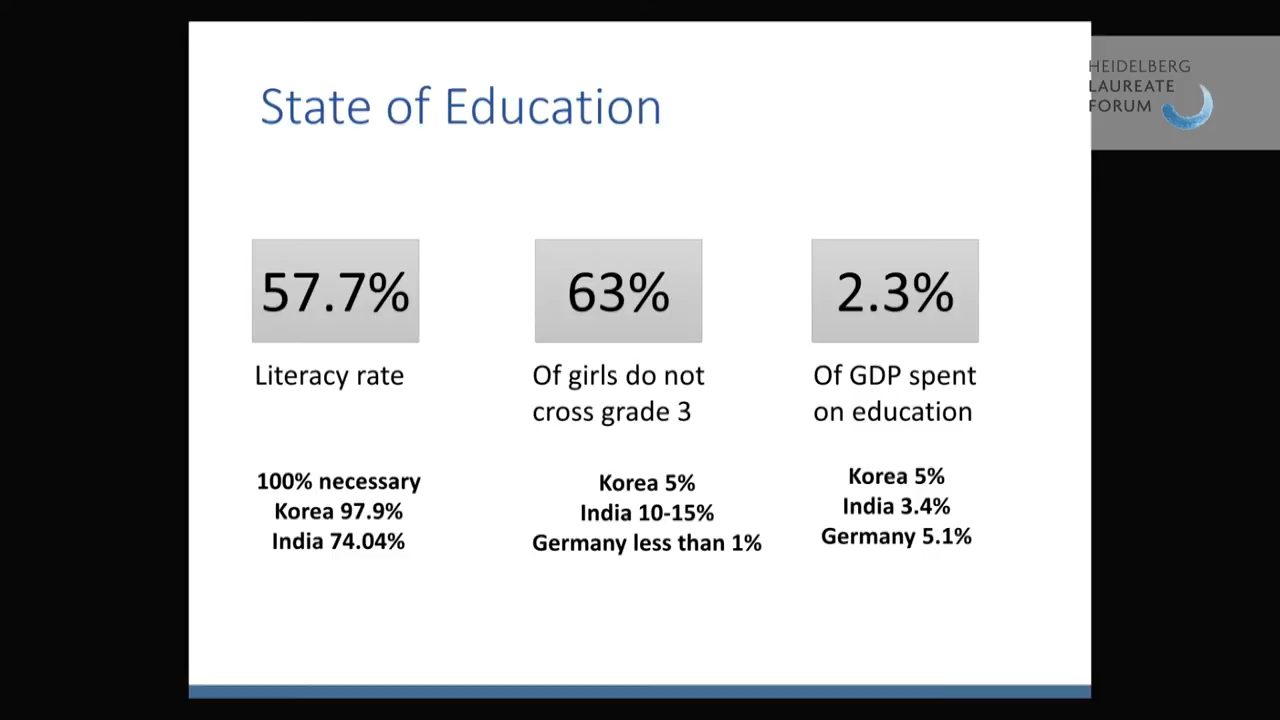 State of Education
HEIDELBERG
LAUREATE
FORUM
57.7%
Literacy rate
100% necessary
Korea 97.9%
India 74.04%
63%
Of girls do not
cross grade 3
Korea 5%
India 10-15%
Germany less than 1%
2.3%
Of GDP spent
on education
Korea 5%
India 3.4%
Germany 5.1%